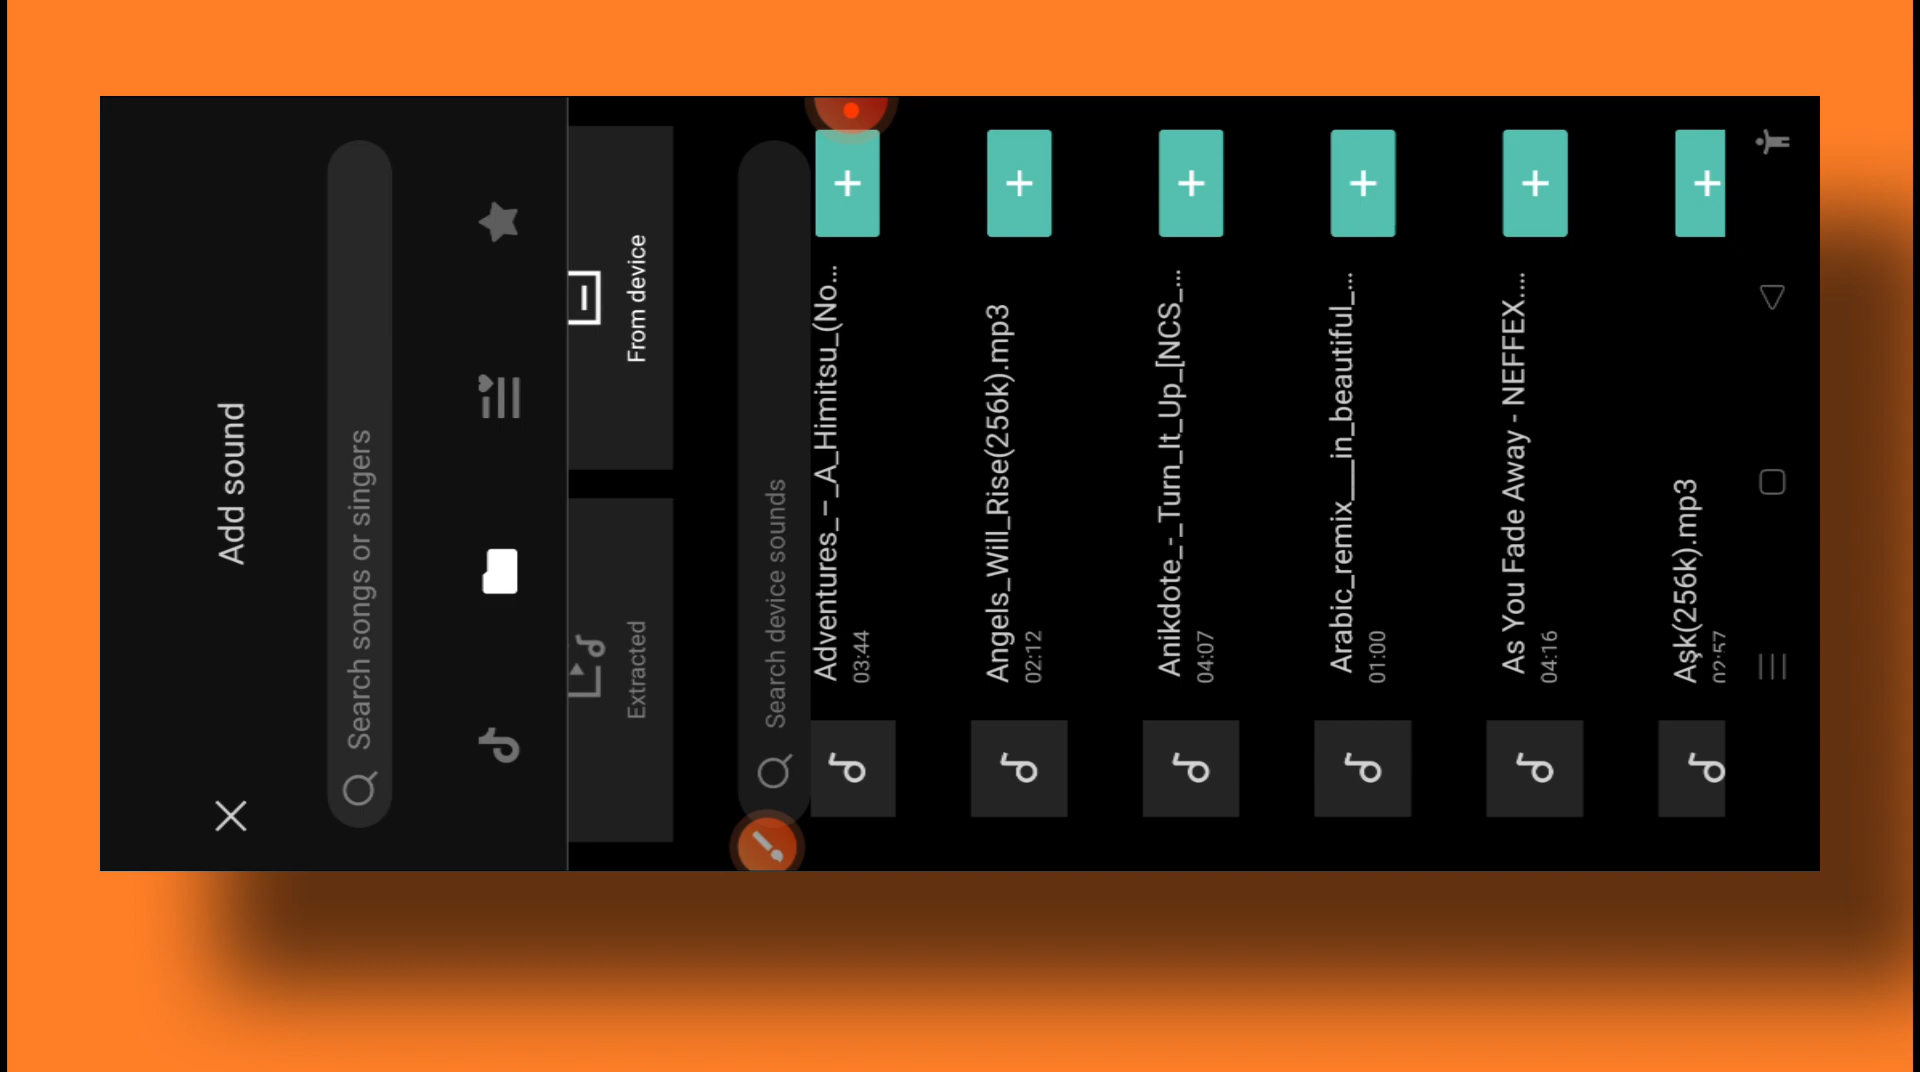 Add sound
Search songs or singers
Extracted
From device
Search device sounds
Adventures_–_A_Himitsu_(No...
03:44
Angels_Will_Rise(256k).mp3
02:12
Anikdote_-_Turn_It_Up_[NCS_...
04:07
Arabic_remix___in_beautiful_...
01:00
As You Fade Away - NEFFEX....
04:16
Aşk(256k).mp3
02:57